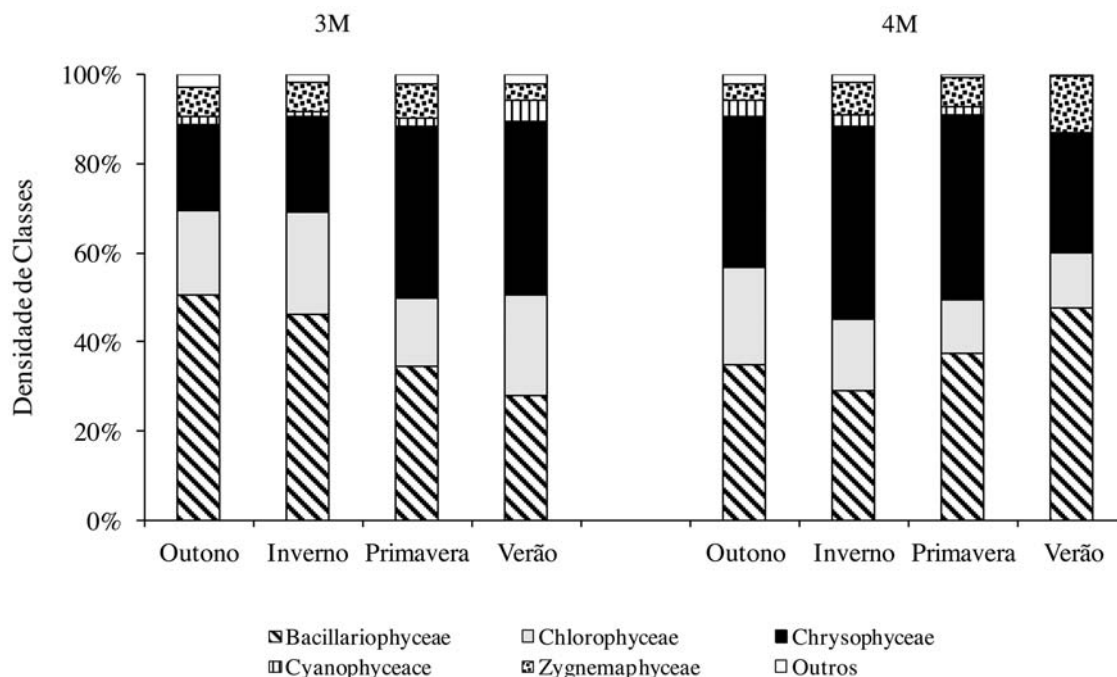 3M 4M
100%
80%
60%
40%
20%
0%
Densidade de Classes
Outono Inverno Primavera Verão Outono Inverno Primavera Verão
Bacillariophyceae Chlorophyceae Chrysophyceae
Cyanophyceace Zygnemaphyceae Outros